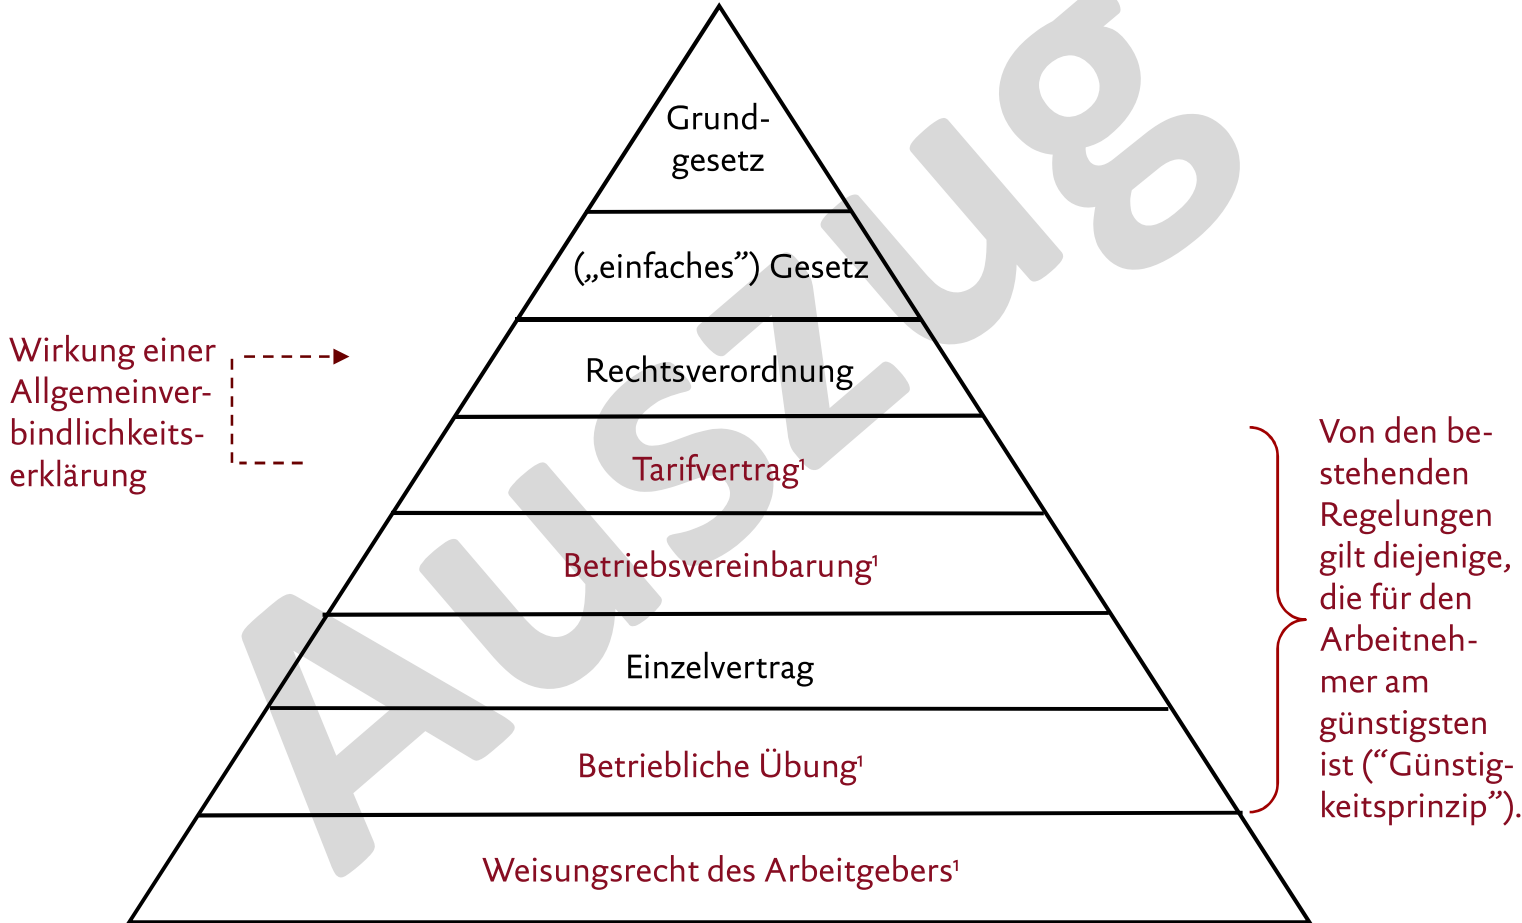 Grund-
gesetz
(„einfaches”) Gesetz
Rechtsverordnung
Tarifvertrag¹
Betriebsvereinbarung¹
Einzelvertrag
Betriebliche Übung¹
Weisungsrecht des Arbeitgebers¹
Wirkung einer
Allgemeinver-
bindlichkeits-
erklärung
Von den be-
stehenden
Regelungen
gilt diejenige,
die für den
Arbeitneh-
mer am
günstigsten
ist (“Günstig-
keitsprinzip”).
Auszug